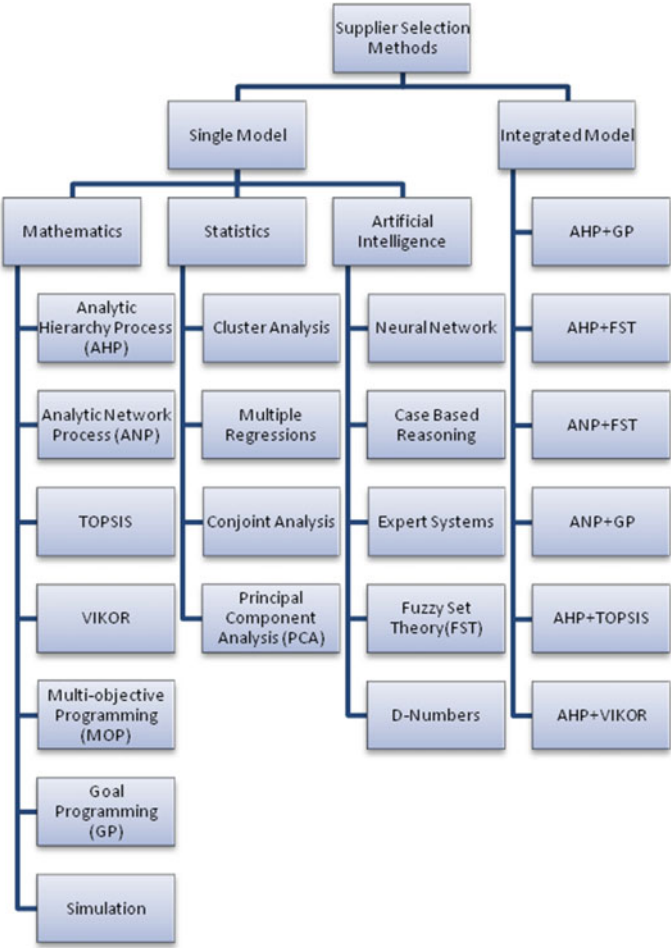 Supplier Selection
Methods
Single Model
Integrated Model
Mathematics
Statistics
Artificial
Intelligence
AHP+GP
Analytic
Hierarchy Process
(AHP)
Cluster Analysis
Neural Network
AHP+FST
Analytic Network
Process (ANP)
Multiple
Regressions
Case Based
Reasoning
ANP+FST
TOPSIS
Conjoint Analysis
Expert Systems
ANP+GP
VIKOR
Principal
Component
Analysis (PCA)
Fuzzy Set
Theory(FST)
AHP+TOPSIS
Multi-objective
Programming
(MOP)
D-Numbers
AHP+VIKOR
Goal
Programming
(GP)
Simulation